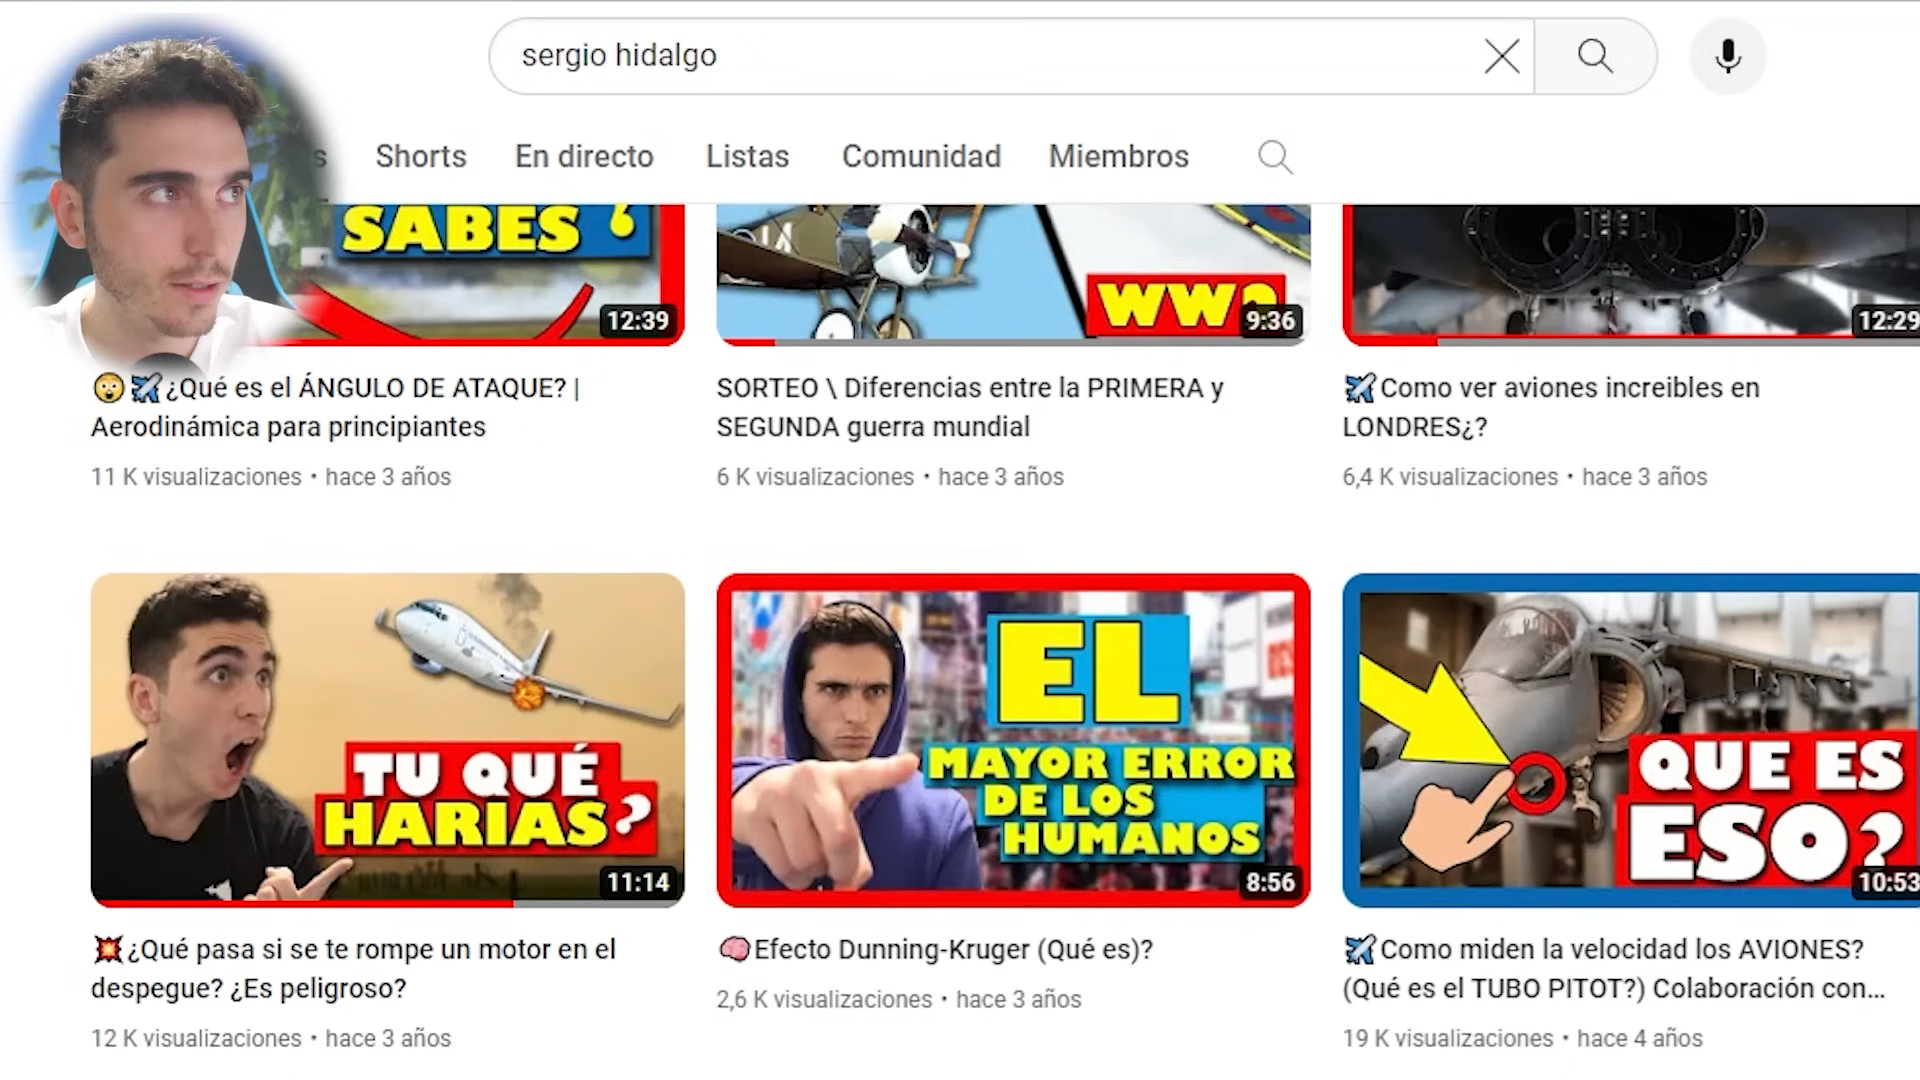 sergio hidalgo
s Shorts En directo Listas Comunidad Miembros
SABES
12:39
WW2
9:36
12:29
😲✈️¿Qué es el ÁNGULO DE ATAQUE? |
Aerodinámica para principiantes
11 K visualizaciones • hace 3 años
SORTEO \ Diferencias entre la PRIMERA y
SEGUNDA guerra mundial
6 K visualizaciones • hace 3 años
✈️Como ver aviones increibles en
LONDRES¿?
6,4 K visualizaciones • hace 3 años
TU QUÉ
HARIAS?
11:14
EL
MAYOR ERROR
DE LOS
HUMANOS
8:56
QUE ES
ESO?
10:53
💥¿Qué pasa si se te rompe un motor en el
despegue? ¿Es peligroso?
12 K visualizaciones • hace 3 años
🧠Efecto Dunning-Kruger (Qué es)?
2,6 K visualizaciones • hace 3 años
✈️Como miden la velocidad los AVIONES?
(Qué es el TUBO PITOT?) Colaboración con...
19 K visualizaciones • hace 4 años